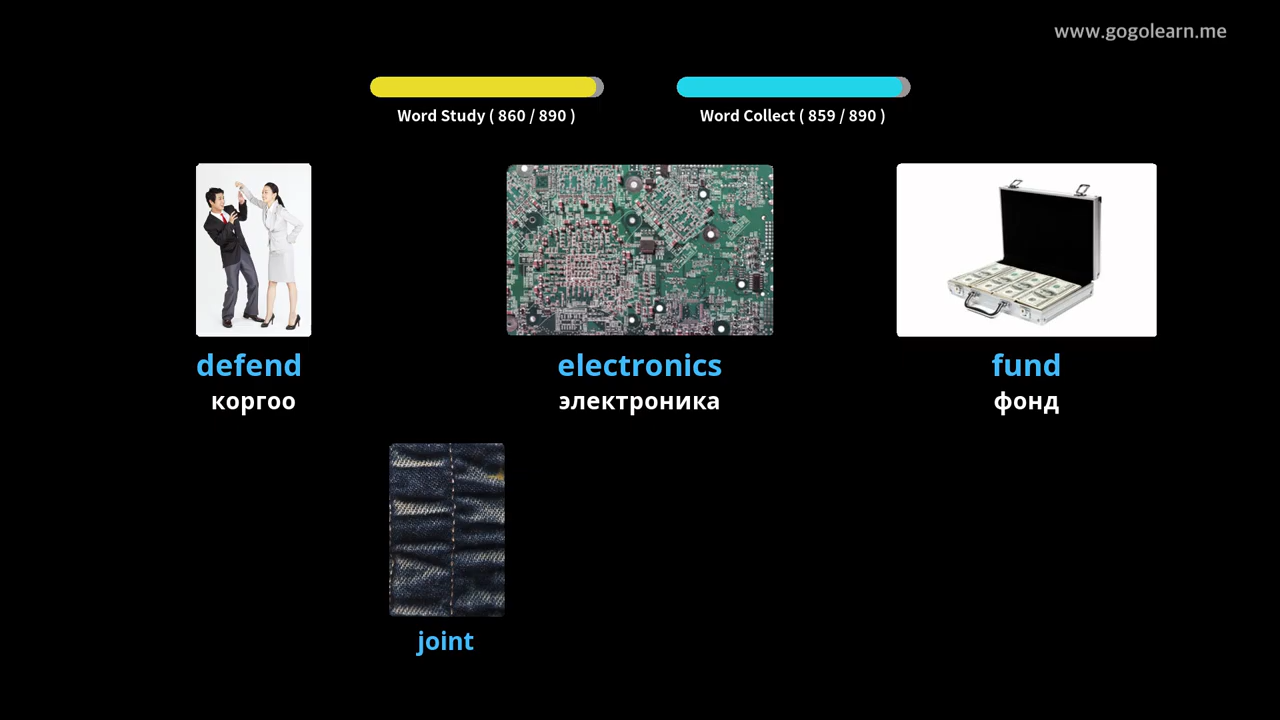 www.gogolearn.me
Word Study ( 860 / 890 )
Word Collect ( 859 / 890 )
defend
коргоо
electronics
электроника
fund
фонд
joint